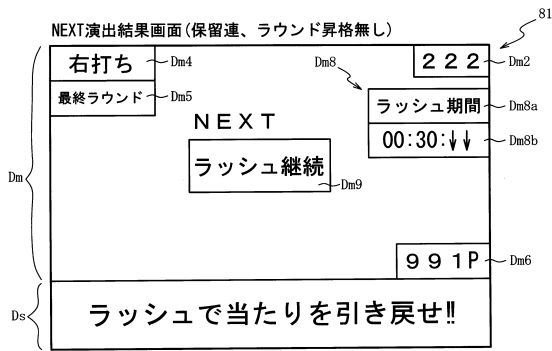 NEXT演出結果画面(保留連、ラウンド昇格無し)
81
右打ち
Dm4
Dm8
222
Dm2
最終ラウンド
Dm5
ラッシュ期間
Dm8a
NEXT
00:30:↓↓
Dm8b
Dm
ラッシュ継続
Dm9
991P
Dm6
Ds
ラッシュで当たりを引き戻せ!!